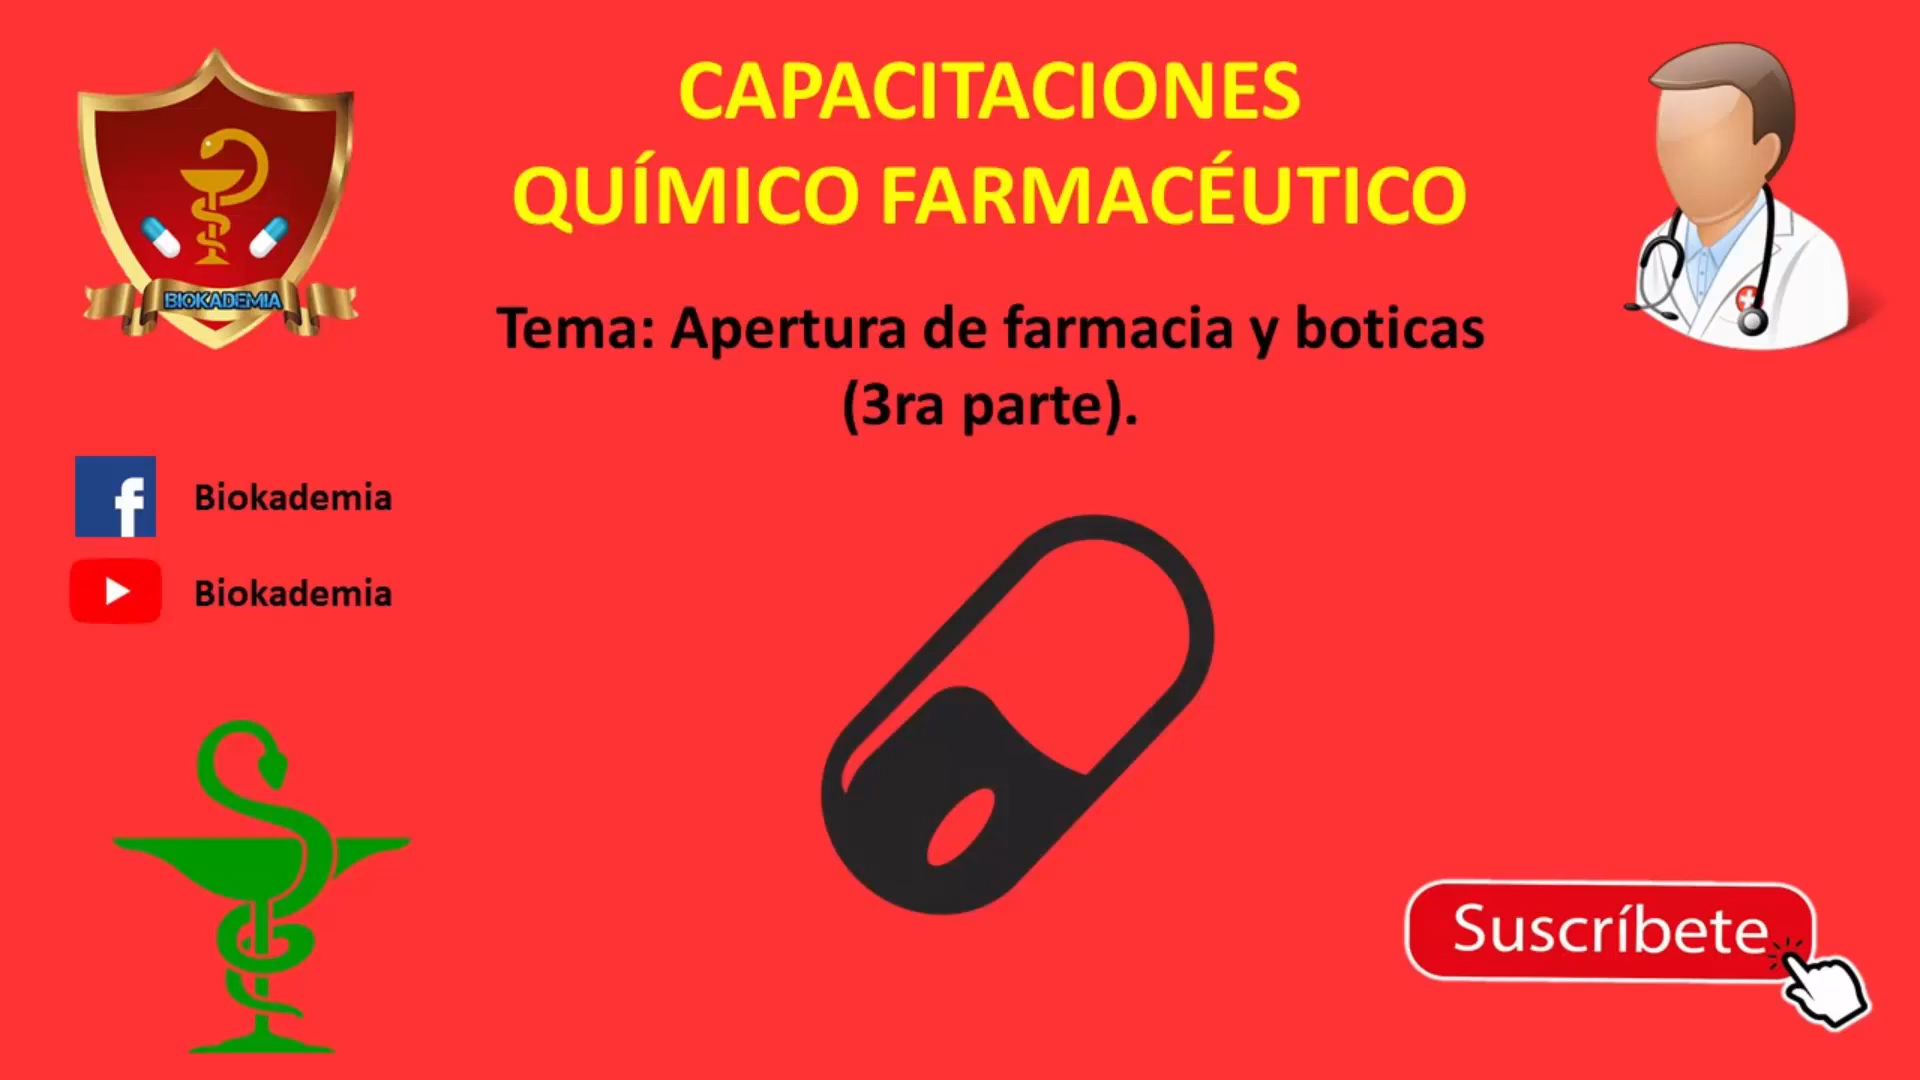 CAPACITACIONES
QUÍMICO FARMACÉUTICO
BIOKADEMIA
Tema: Apertura de farmacia y boticas
(3ra parte).
f Biokademia
Biokademia
Suscríbete